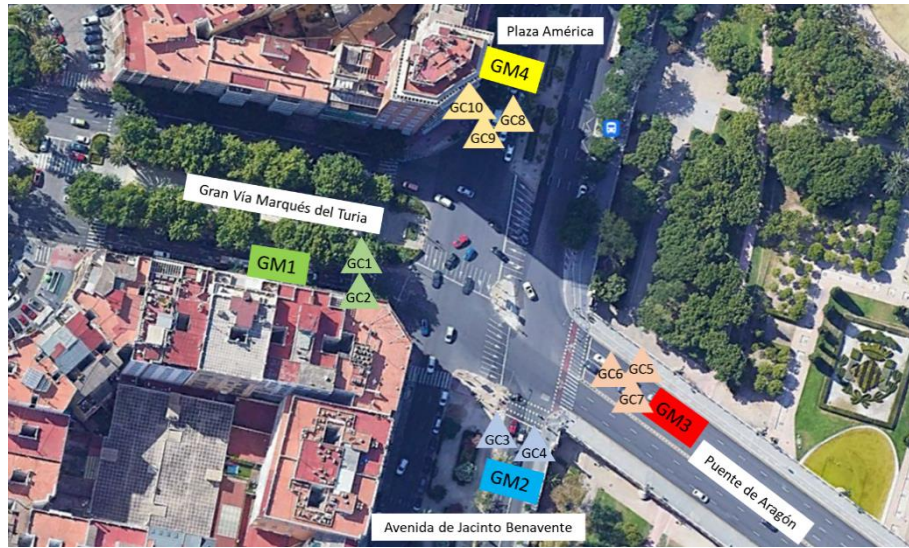 Plaza América
GM4
GC10
GC8
GC9
Gran Vía Marqués del Turia
GM1
GC1
GC2
GC5
GC6
GC7
GM3
GC3
GC4
GM2
Puente de Aragón
Avenida de Jacinto Benavente